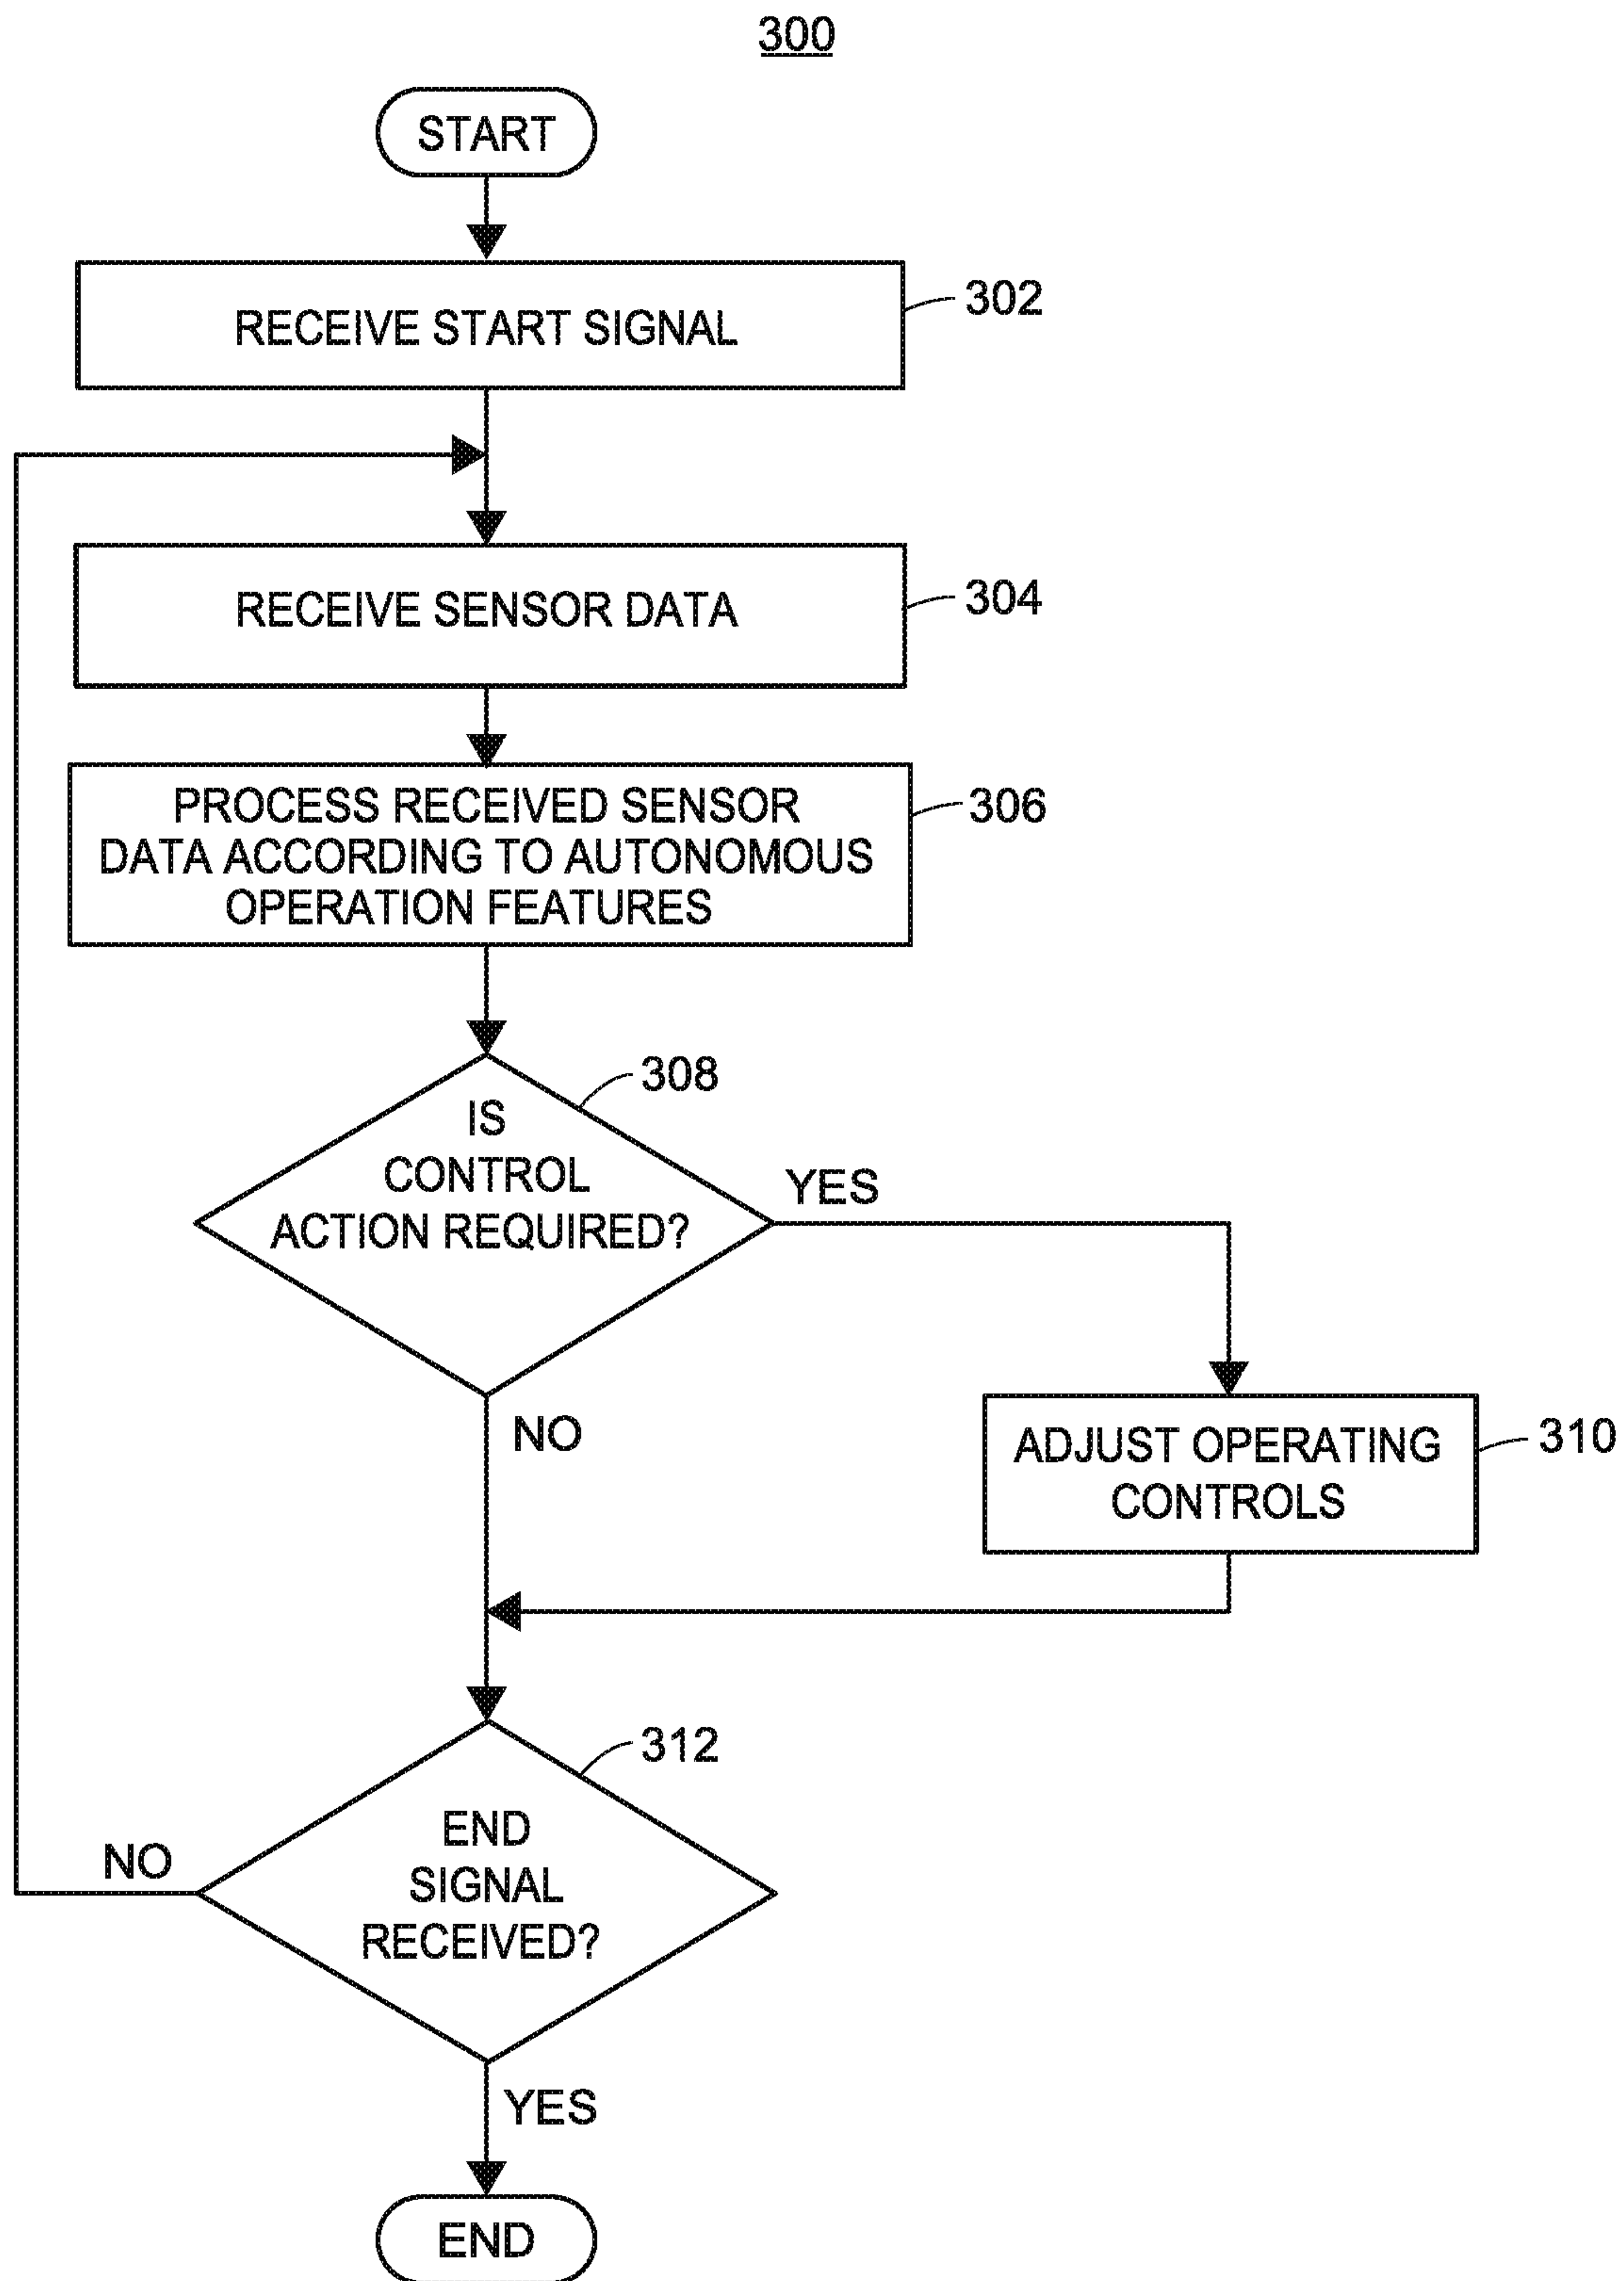 300
START
RECEIVE START SIGNAL
302
RECEIVE SENSOR DATA
304
PROCESS RECEIVED SENSOR
DATA ACCORDING TO AUTONOMOUS
OPERATION FEATURES
306
308
IS
CONTROL
ACTION REQUIRED?
YES
NO
ADJUST OPERATING
CONTROLS
310
312
END
SIGNAL
RECEIVED?
NO
YES
END